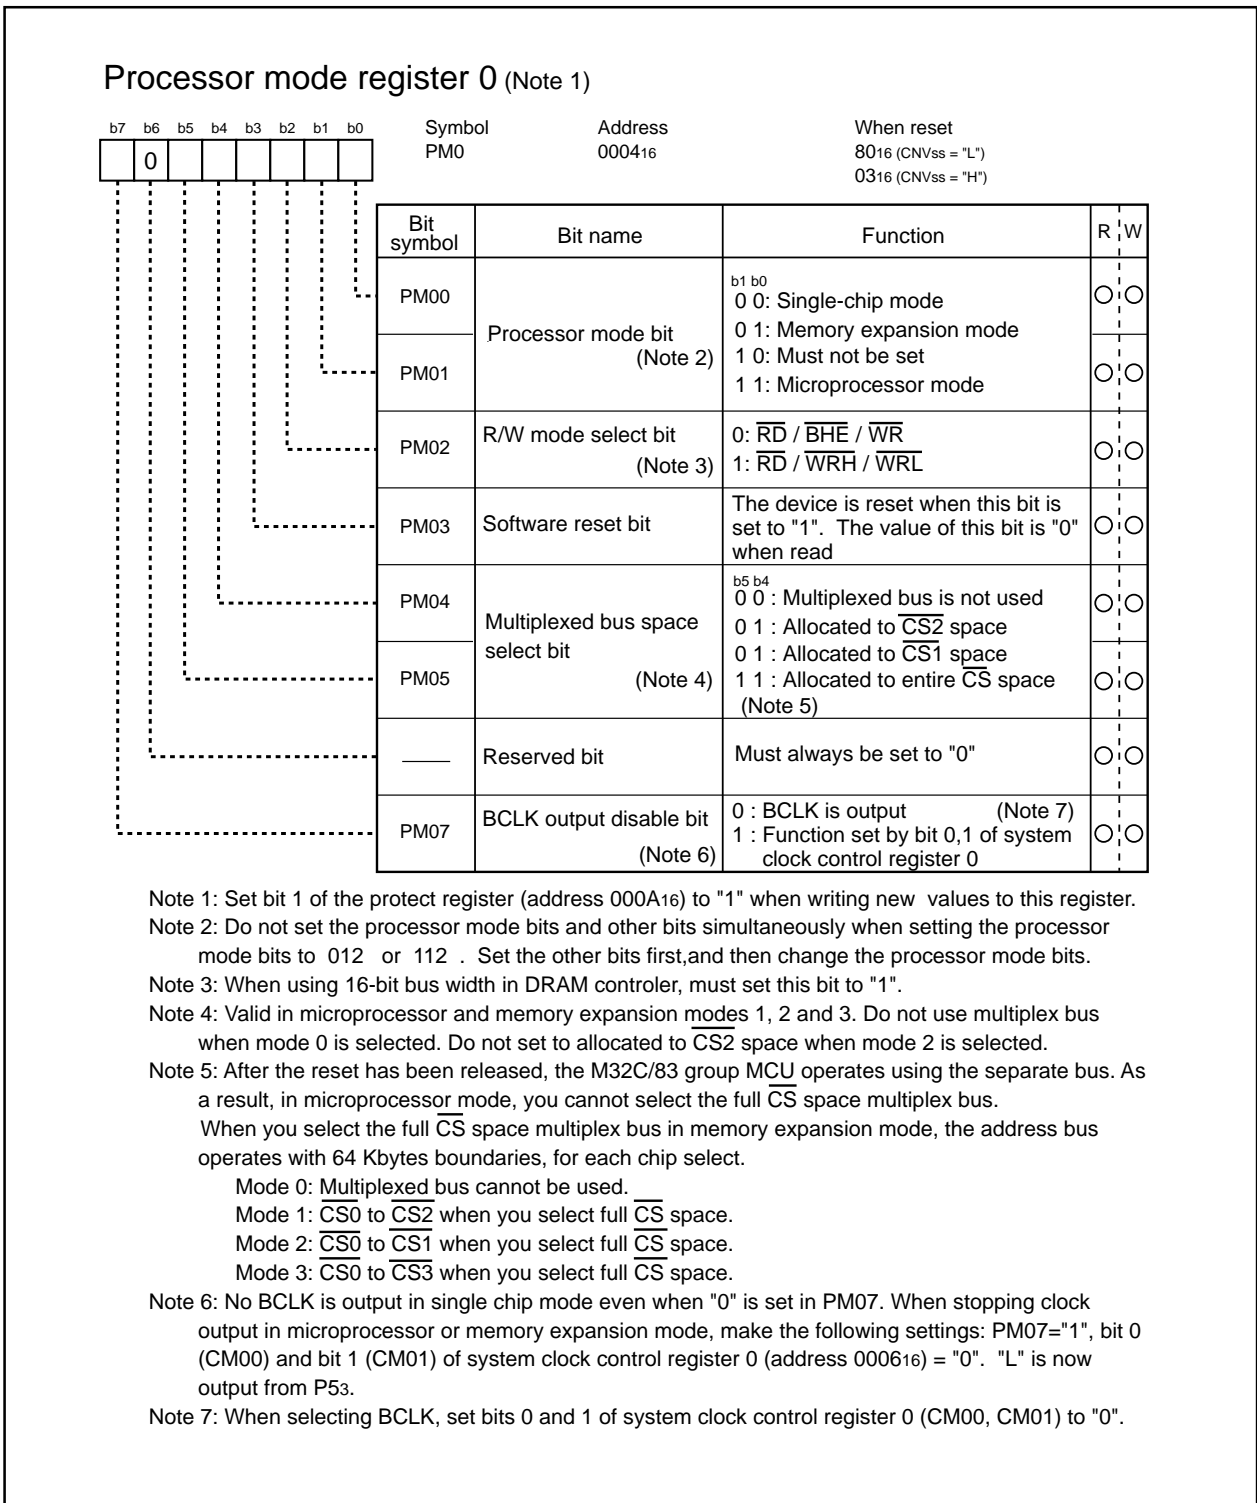 Processor mode register 0 (Note 1)
b7 b6 b5 b4 b3 b2 b1 b0
0
Symbol Address When reset
PM0 000416 8016 (CNVss = "L")
0316 (CNVss = "H")
Bit symbol Bit name Function R W
PM00
PM01
Processor mode bit
(Note 2)
b1 b0
0 0: Single-chip mode
0 1: Memory expansion mode
1 0: Must not be set
1 1: Microprocessor mode
PM02
R/W mode select bit
(Note 3)
0: R̅D̅ / B̅H̅E̅ / W̅R̅
1: R̅D̅ / W̅R̅H̅ / W̅R̅L̅
PM03
Software reset bit
The device is reset when this bit is
set to "1". The value of this bit is "0"
when read
PM04
PM05
Multiplexed bus space
select bit
(Note 4)
b5 b4
0 0 : Multiplexed bus is not used
0 1 : Allocated to C̅S̅2̅ space
0 1 : Allocated to C̅S̅1̅ space
1 1 : Allocated to entire C̅S̅ space
(Note 5)
Reserved bit
Must always be set to "0"
PM07
BCLK output disable bit
(Note 6)
0 : BCLK is output (Note 7)
1 : Function set by bit 0,1 of system
clock control register 0
Note 1: Set bit 1 of the protect register (address 000A16) to "1" when writing new values to this register.
Note 2: Do not set the processor mode bits and other bits simultaneously when setting the processor
mode bits to 012 or 112 . Set the other bits first,and then change the processor mode bits.
Note 3: When using 16-bit bus width in DRAM controler, must set this bit to "1".
Note 4: Valid in microprocessor and memory expansion modes 1, 2 and 3. Do not use multiplex bus
when mode 0 is selected. Do not set to allocated to C̅S̅2̅ space when mode 2 is selected.
Note 5: After the reset has been released, the M32C/83 group MCU operates using the separate bus. As
a result, in microprocessor mode, you cannot select the full C̅S̅ space multiplex bus.
When you select the full C̅S̅ space multiplex bus in memory expansion mode, the address bus
operates with 64 Kbytes boundaries, for each chip select.
Mode 0: Multiplexed bus cannot be used.
Mode 1: C̅S̅0̅ to C̅S̅2̅ when you select full C̅S̅ space.
Mode 2: C̅S̅0̅ to C̅S̅1̅ when you select full C̅S̅ space.
Mode 3: C̅S̅0̅ to C̅S̅3̅ when you select full C̅S̅ space.
Note 6: No BCLK is output in single chip mode even when "0" is set in PM07. When stopping clock
output in microprocessor or memory expansion mode, make the following settings: PM07="1", bit 0
(CM00) and bit 1 (CM01) of system clock control register 0 (address 000616) = "0". "L" is now
output from P53.
Note 7: When selecting BCLK, set bits 0 and 1 of system clock control register 0 (CM00, CM01) to "0".